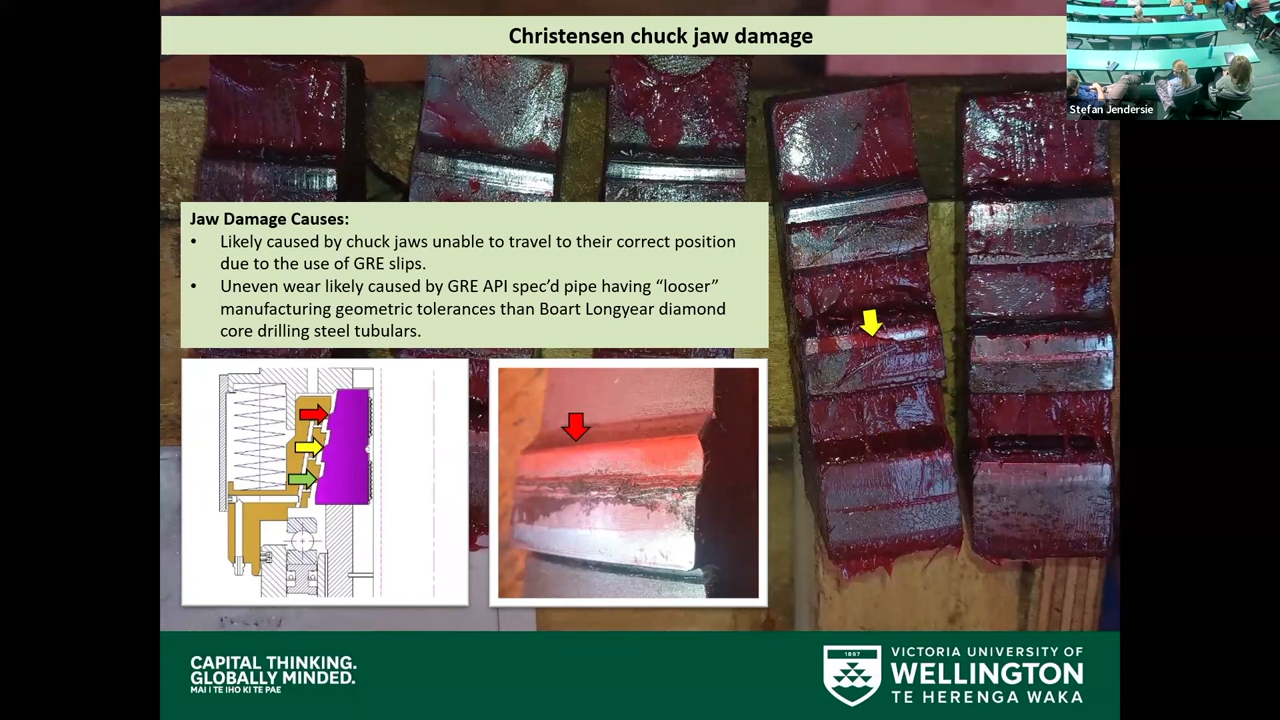 Christensen chuck jaw damage
Stefan Jendersie
Jaw Damage Causes:
• Likely caused by chuck jaws unable to travel to their correct position
due to the use of GRE slips.
• Uneven wear likely caused by GRE API spec’d pipe having “looser”
manufacturing geometric tolerances than Boart Longyear diamond
core drilling steel tubulars.
CAPITAL THINKING.
GLOBALLY MINDED.
MAI I TE IHO KI TE PAE
1897
VICTORIA UNIVERSITY OF
WELLINGTON
TE HERENGA WAKA